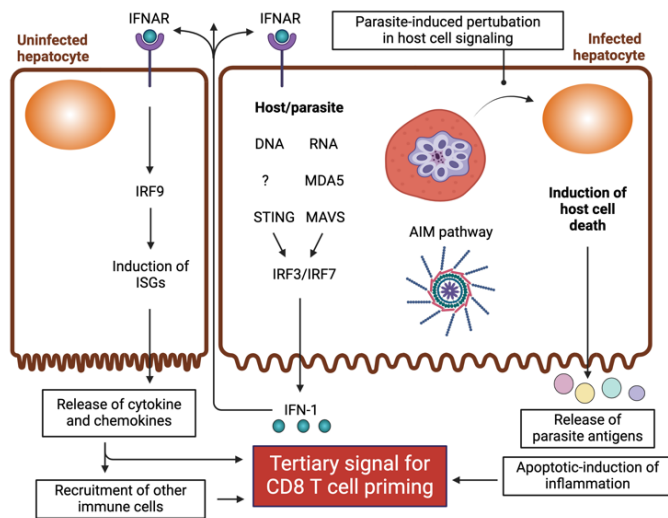 IFNAR
IFNAR
Uninfected
hepatocyte
Parasite-induced pertubation
in host cell signaling
Infected
hepatocyte
Host/parasite
DNA
RNA
?
MDA5
STING
MAVS
IRF3/IRF7
IRF9
Induction of
ISGs
AIM pathway
Induction of
host cell
death
Release of cytokine
and chemokines
IFN-1
Release of
parasite antigens
Recruitment of other
immune cells
Tertiary signal for
CD8 T cell priming
Apoptotic-induction of
inflammation